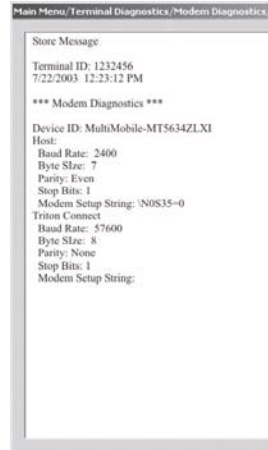 Main Menu/Terminal Diagnostics/Modem Diagnostics
Store Message
Terminal ID: 1232456
7/22/2003 12:23:12 PM
*** Modem Diagnostics ***
Device ID: MultiMobile-MT5634ZLXI
Host:
Baud Rate: 2400
Byte SIze: 7
Parity: Even
Stop Bits: 1
Modem Setup String: \N0S35=0
Triton Connect
Baud Rate: 57600
Byte SIze: 8
Parity: None
Stop Bits: 1
Modem Setup String: